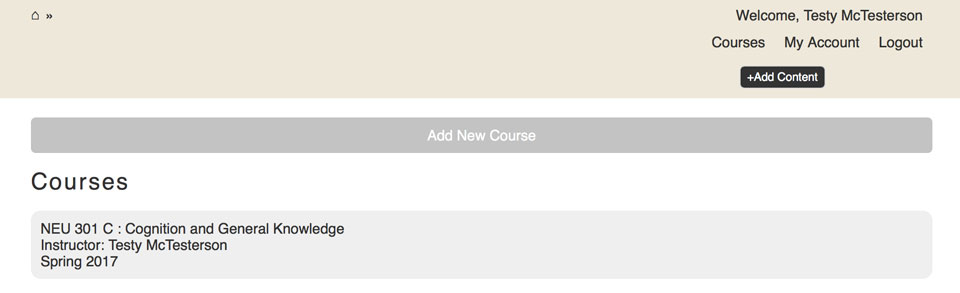 ⌂ »
Welcome, Testy McTesterson
Courses My Account Logout
+Add Content
Add New Course
Courses
NEU 301 C : Cognition and General Knowledge
Instructor: Testy McTesterson
Spring 2017